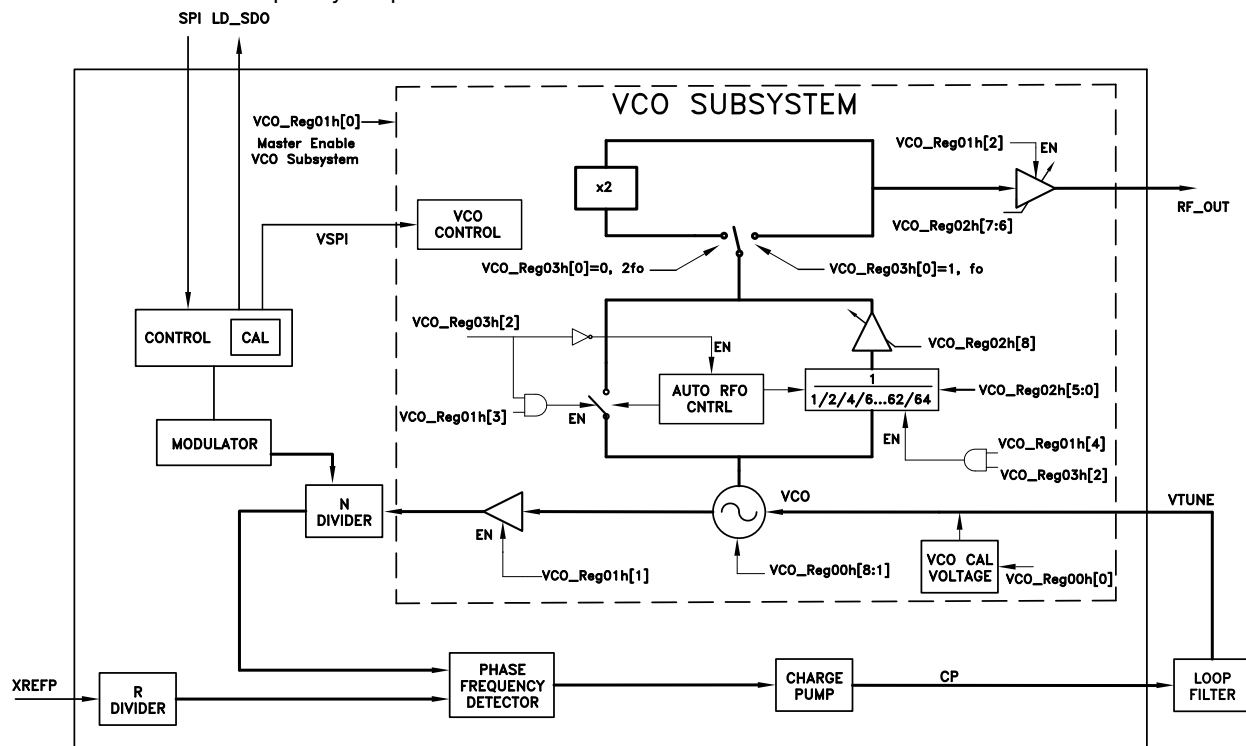 SPI LD_SDO
VCO SUBSYSTEM
VCO_Reg01h[0]
Master Enable
VCO Subsystem
VCO_Reg01h[2]
EN
x2
VCO_Reg02h[7:6]
RF_OUT
VCO
CONTROL
VSPI
VCO_Reg03h[0]=0, 2fo
VCO_Reg03h[0]=1, fo
CONTROL
CAL
VCO_Reg03h[2]
EN
VCO_Reg02h[8]
AUTO RFO
CNTRL
1
1/2/4/6...62/64
VCO_Reg02h[5:0]
VCO_Reg01h[3]
EN
EN
VCO_Reg01h[4]
VCO_Reg03h[2]
MODULATOR
N
DIVIDER
EN
VCO
VTUNE
VCO_Reg01h[1]
VCO_Reg00h[8:1]
VCO CAL
VOLTAGE
VCO_Reg00h[0]
XREFP
R
DIVIDER
PHASE
FREQUENCY
DETECTOR
CHARGE
PUMP
CP
LOOP
FILTER